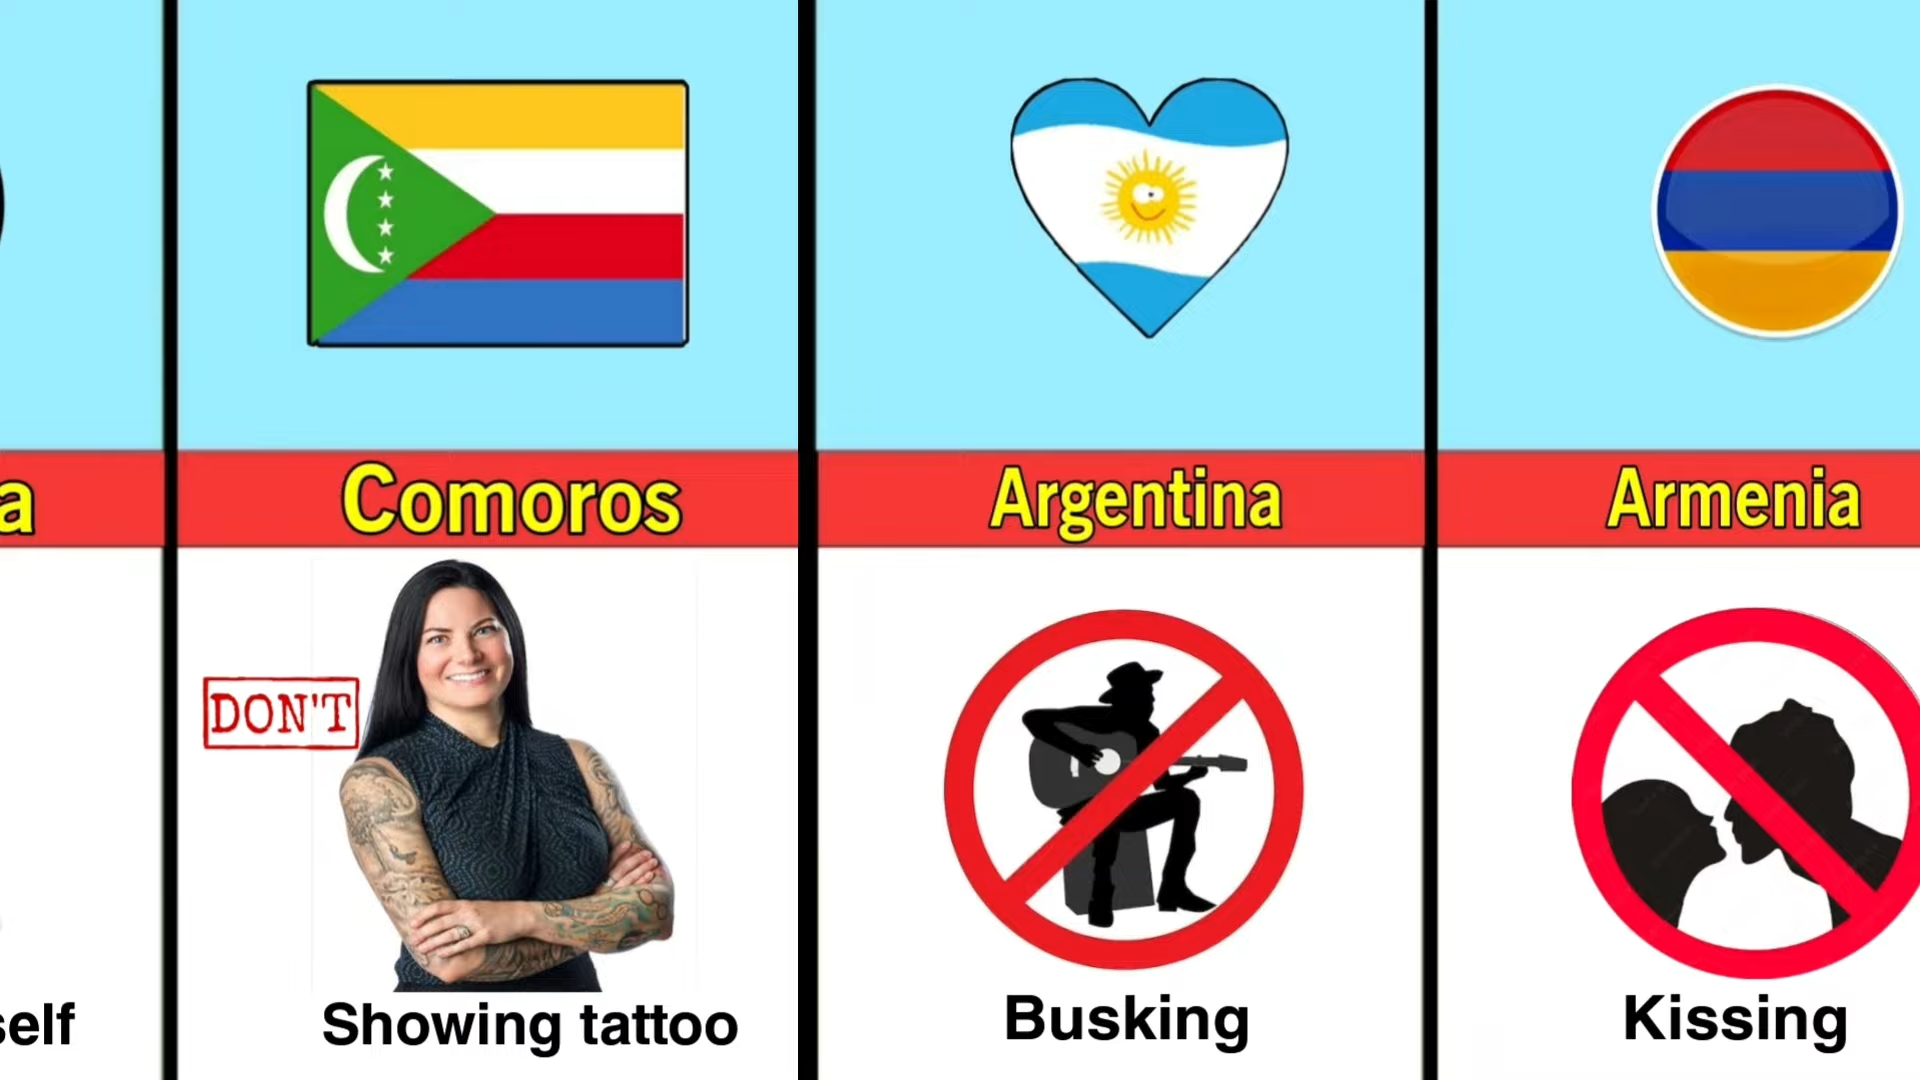 a
Comoros
Argentina
Armenia
DON'T
self
Showing tattoo
Busking
Kissing